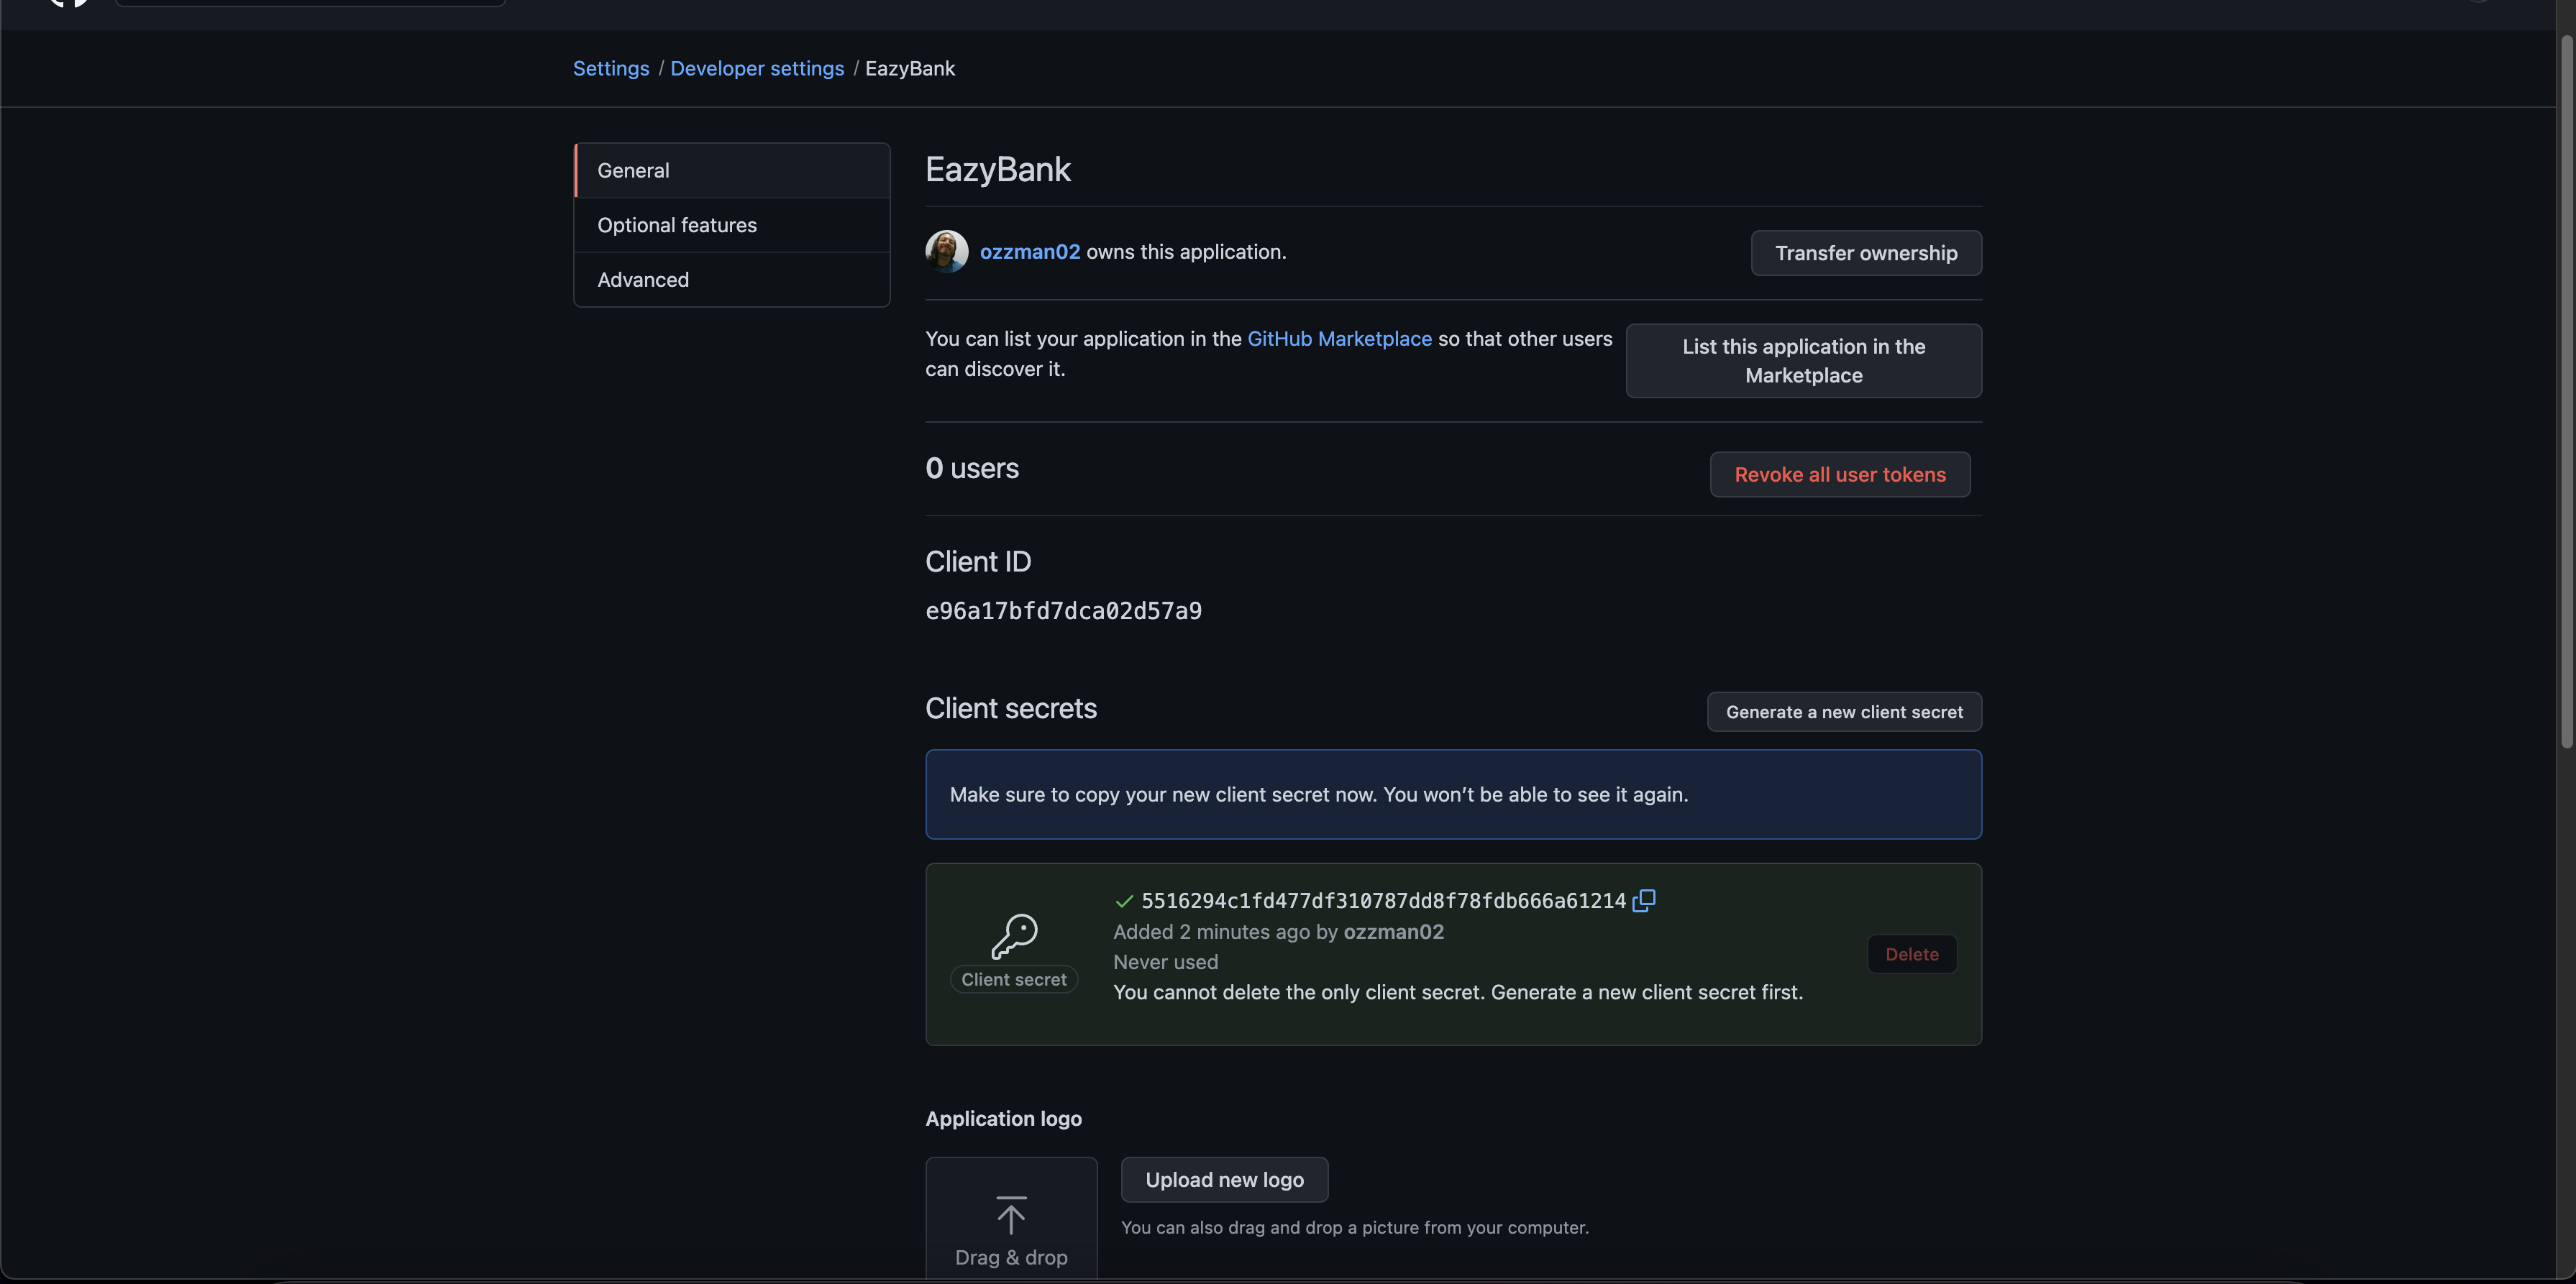 Settings / Developer settings / EazyBank
General
Optional features
Advanced
EazyBank
ozzman02 owns this application.
Transfer ownership
You can list your application in the GitHub Marketplace so that other users
can discover it.
List this application in the
Marketplace
0 users
Revoke all user tokens
Client ID
e96a17bfd7dca02d57a9
Client secrets
Generate a new client secret
Make sure to copy your new client secret now. You won’t be able to see it again.
5516294c1fd477df310787dd8f78fdb666a61214
Added 2 minutes ago by ozzman02
Never used
You cannot delete the only client secret. Generate a new client secret first.
Client secret
Delete
Application logo
Drag & drop
Upload new logo
You can also drag and drop a picture from your computer.